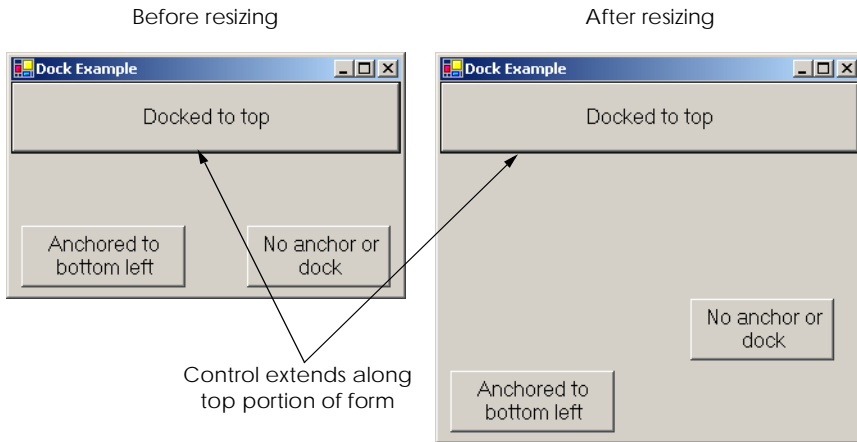 Before resizing
After resizing
Dock Example
Dock Example
Docked to top
Docked to top
Anchored to
bottom left
No anchor or
dock
No anchor or
dock
Control extends along
top portion of form
Anchored to
bottom left